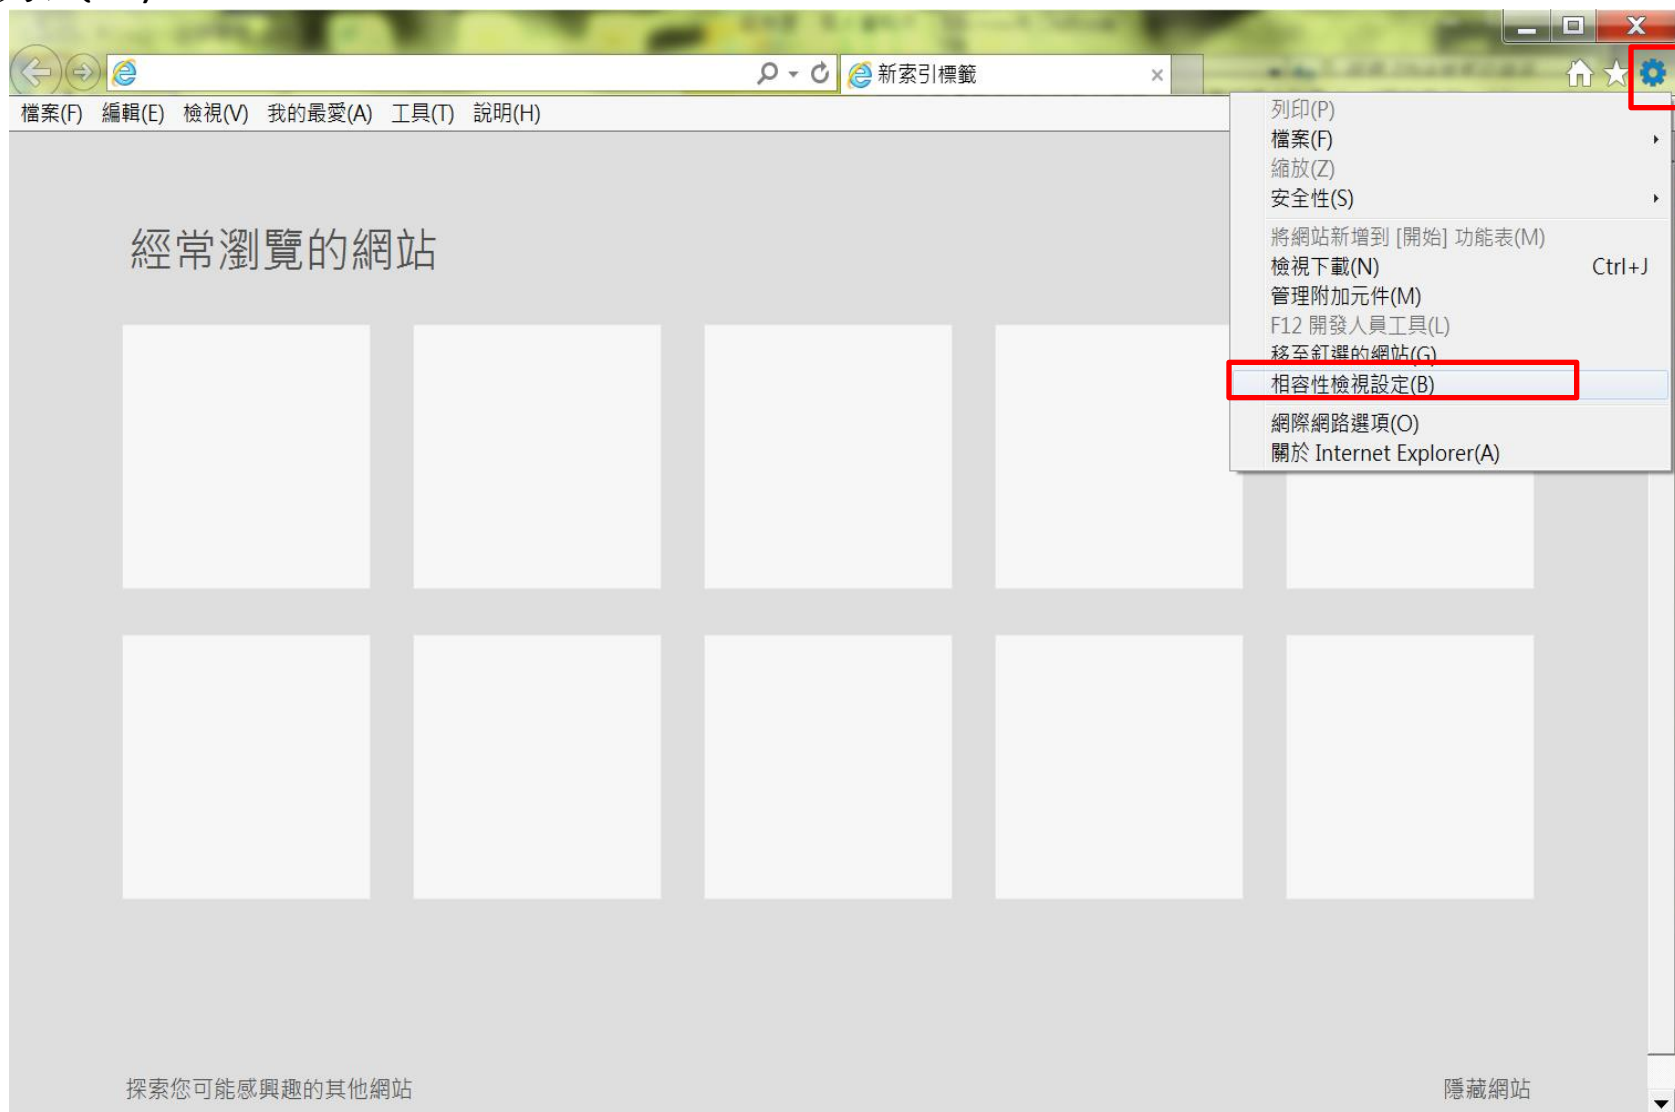 新索引標籤
檔案(F) 編輯(E) 檢視(V) 我的最愛(A) 工具(T) 說明(H)
列印(P)
檔案(F)
縮放(Z)
安全性(S)
將網站新增到 [開始] 功能表(M)
檢視下載(N) Ctrl+J
管理附加元件(M)
F12 開發人員工具(L)
移至釘選的網站(G)
相容性檢視設定(B)
網際網路選項(O)
關於 Internet Explorer(A)
經常瀏覽的網站
探索您可能感興趣的其他網站
隱藏網站